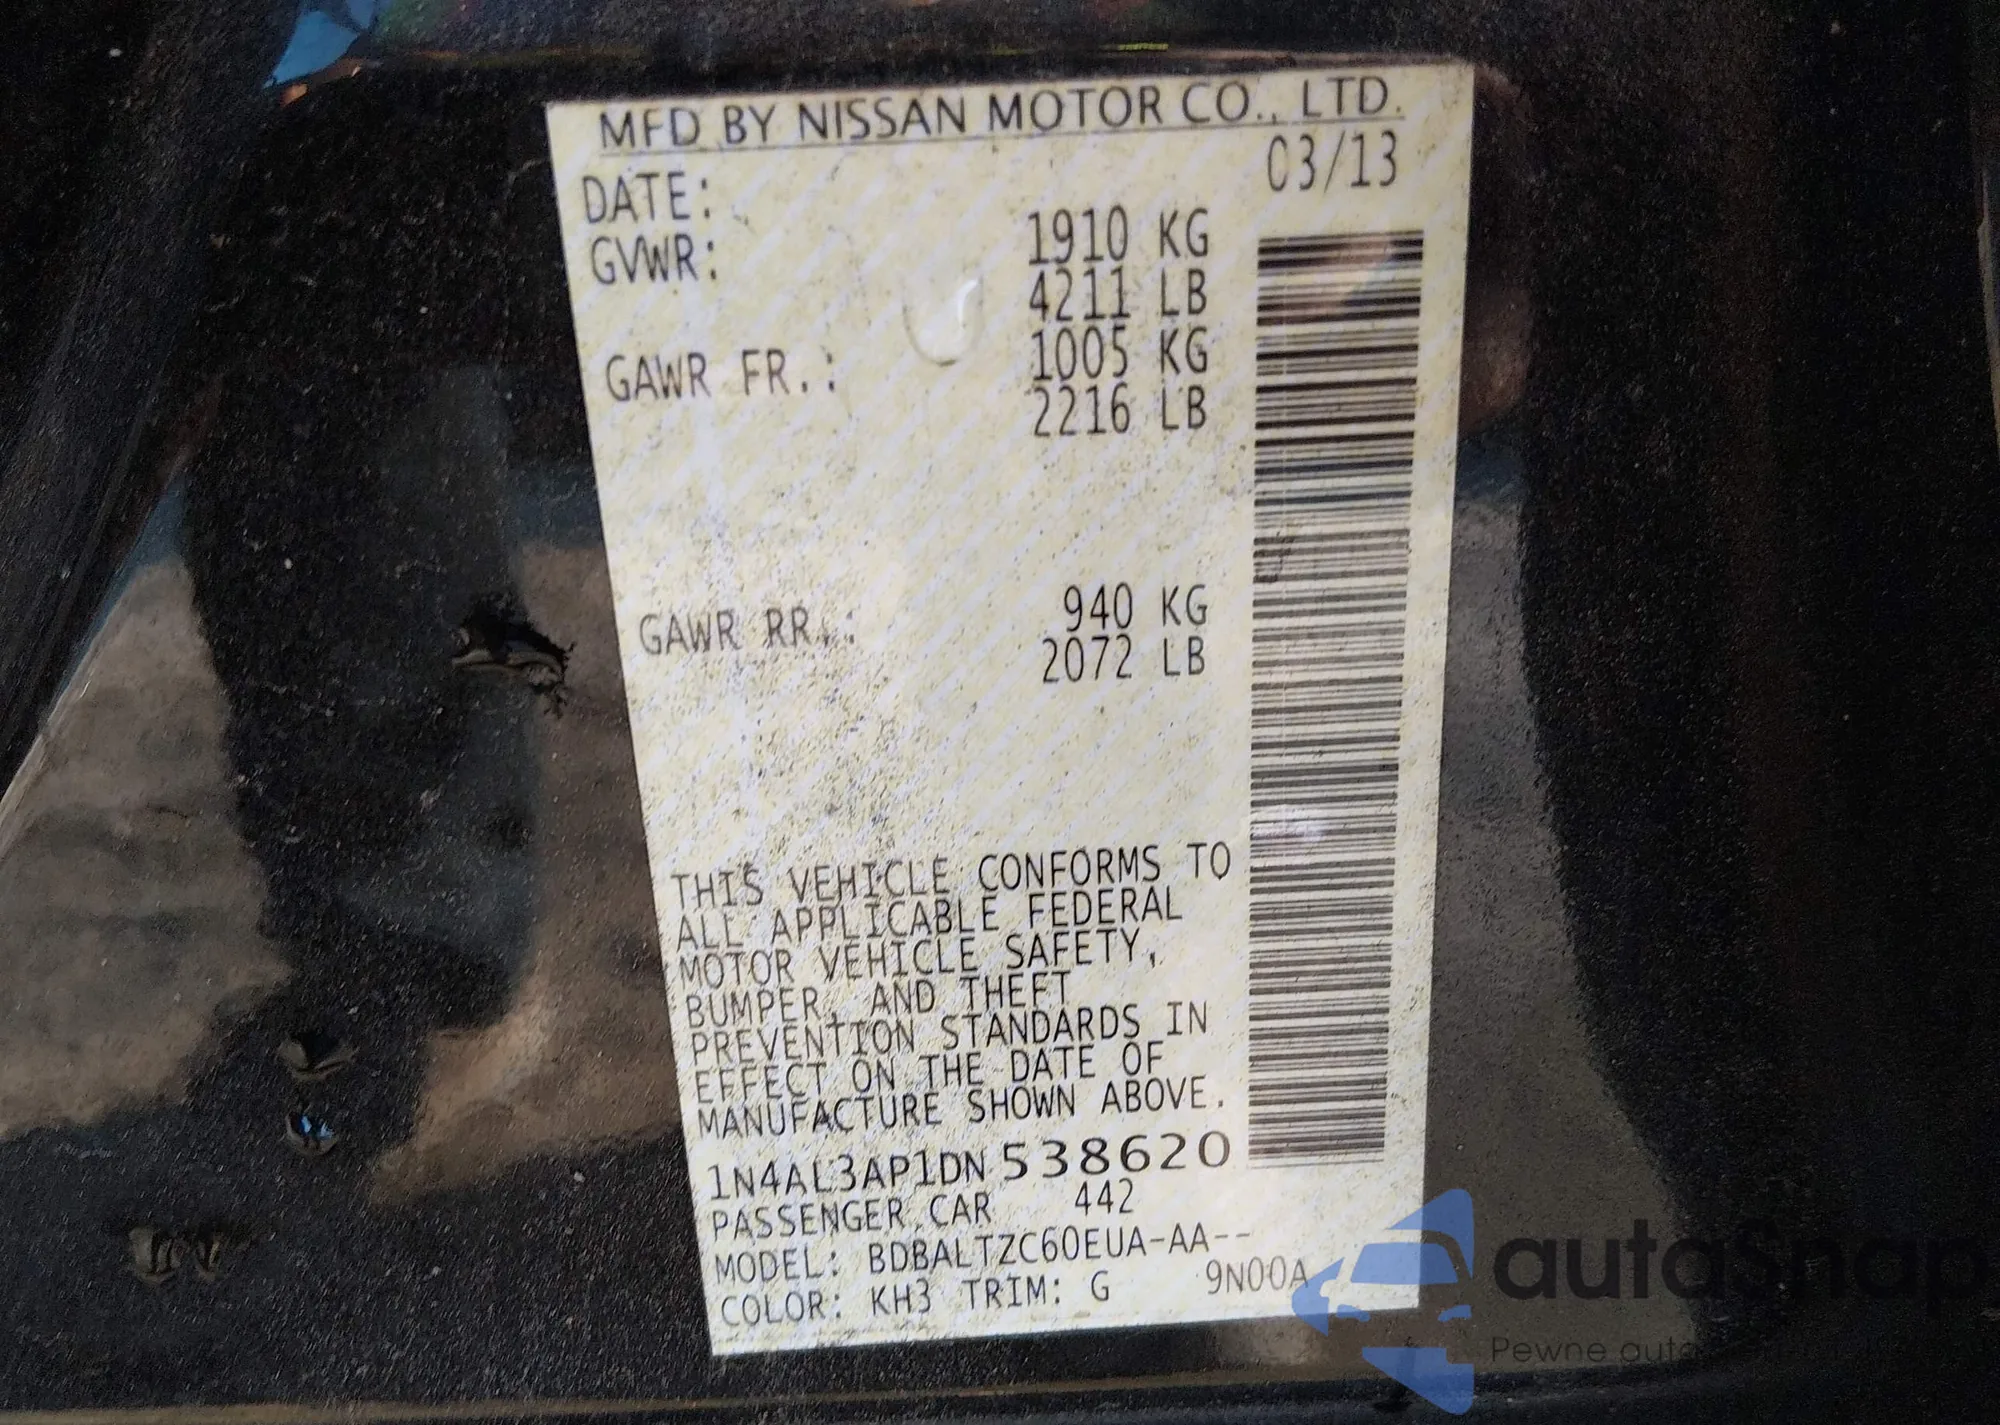 MFD BY NISSAN MOTOR CO., LTD.
DATE: 03/13
GVWR: 1910 KG
4211 LB
GAWR FR.: 1005 KG
2216 LB
GAWR RR.: 940 KG
2072 LB
THIS VEHICLE CONFORMS TO
ALL APPLICABLE FEDERAL
MOTOR VEHICLE SAFETY,
BUMPER, AND THEFT
PREVENTION STANDARDS IN
EFFECT ON THE DATE OF
MANUFACTURE SHOWN ABOVE.
1N4AL3AP1DN538620
PASSENGER CAR 442
MODEL: BDBALTZC60EUA-AA--
COLOR: KH3 TRIM: G 9N00A
autaSnap
Pewne auto